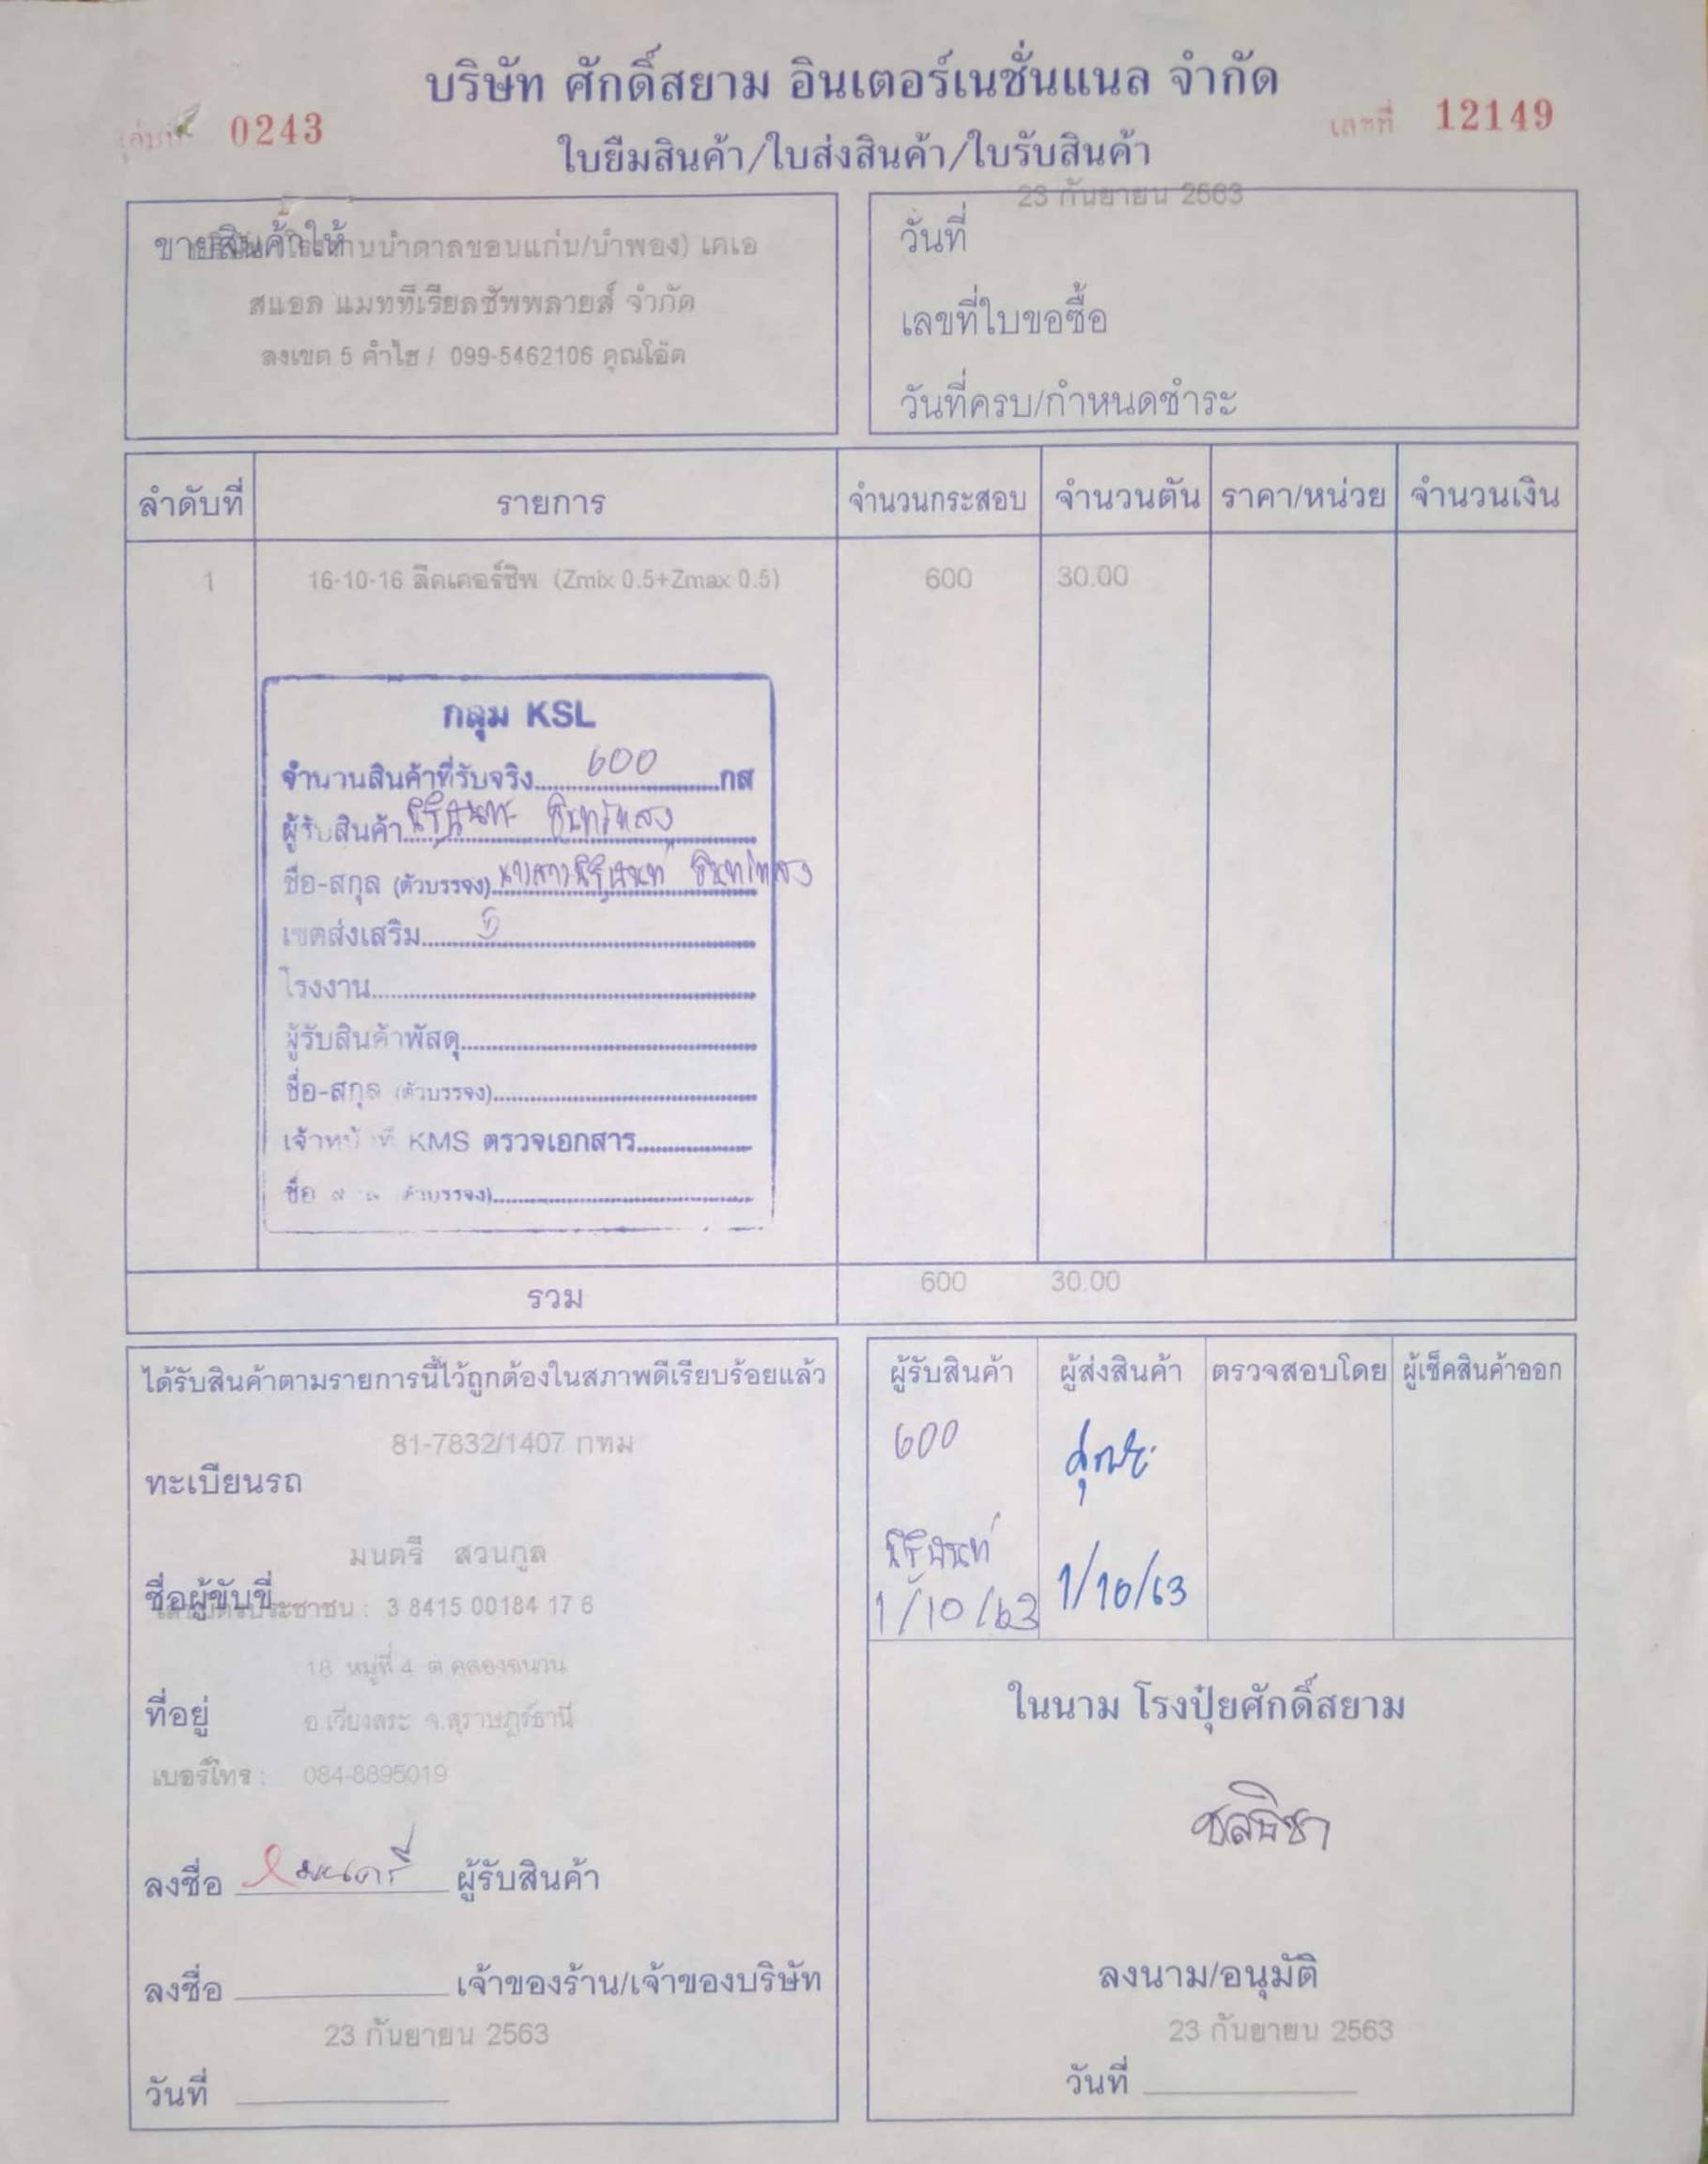 บริษัท ศักดิ์สยาม อินเตอร์เนชั่นแนล จำกัด
0243
เลขที่ 12149
ใบยืมสินค้า/ใบส่งสินค้า/ใบรับสินค้า
ขายสินค้าให้ น้ำตาลขอนแก่น/น้ำพอง) เคเอ
สแอล แมททีเรียลซัพพลายส์ จำกัด
ลงเขต 5 คำไฮ / 099-5462106 คุณโอ๊ต
23 กันยายน 2563
วันที่
เลขที่ใบขอซื้อ
วันที่ครบ/กำหนดชำระ
ลำดับที่ รายการ จำนวนกระสอบ จำนวนตัน ราคา/หน่วย จำนวนเงิน
1 16-10-16 ลีดเคอร์ชิพ (Zmix 0.5+Zmax 0.5) 600 30.00
กลุ่ม KSL
จำนวนสินค้าที่รับจริง 600 กส
ผู้รับสินค้า
ชื่อ-สกุล (ตัวบรรจง)
เขตส่งเสริม 5
โรงงาน
ผู้รับสินค้าพัสดุ
ชื่อ-สกุล (ตัวบรรจง)
เจ้าหน้าที่ KMS ตรวจเอกสาร
ชื่อ-สกุล (ตัวบรรจง)
รวม 600 30.00
ได้รับสินค้าตามรายการนี้ไว้ถูกต้องในสภาพดีเรียบร้อยแล้ว
81-7832/1407 กทม
ทะเบียนรถ
มนตรี สวนกูล
ชื่อผู้ขับขี่
เลขบัตรประชาชน : 3 8415 00184 17 6
18 หมู่ที่ 4 ต.คลองฉนวน
ที่อยู่ อ.เวียงสระ จ.สุราษฎร์ธานี
เบอร์โทร : 084-8895019
ลงชื่อ มนตรี ผู้รับสินค้า
ลงชื่อ เจ้าของร้าน/เจ้าของบริษัท
23 กันยายน 2563
วันที่
ผู้รับสินค้า ผู้ส่งสินค้า ตรวจสอบโดย ผู้เช็คสินค้าออก
600
1/10/63 1/10/63
ในนาม โรงปุ๋ยศักดิ์สยาม
ชลธิชา
ลงนาม/อนุมัติ
23 กันยายน 2563
วันที่